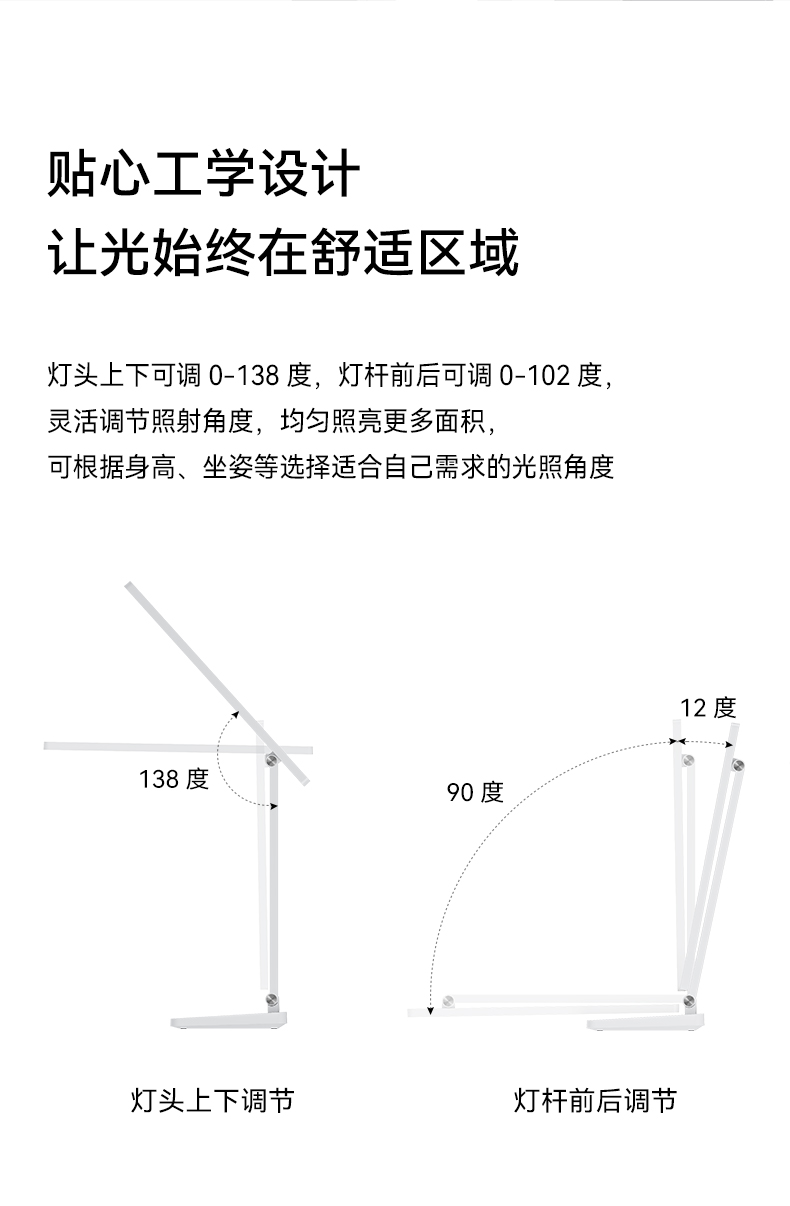 贴心工学设计
让光始终在舒适区域
灯头上下可调 0-138 度，灯杆前后可调 0-102 度，
灵活调节照射角度，均匀照亮更多面积，
可根据身高、坐姿等选择适合自己需求的光照角度
12 度
138 度
90 度
灯头上下调节
灯杆前后调节